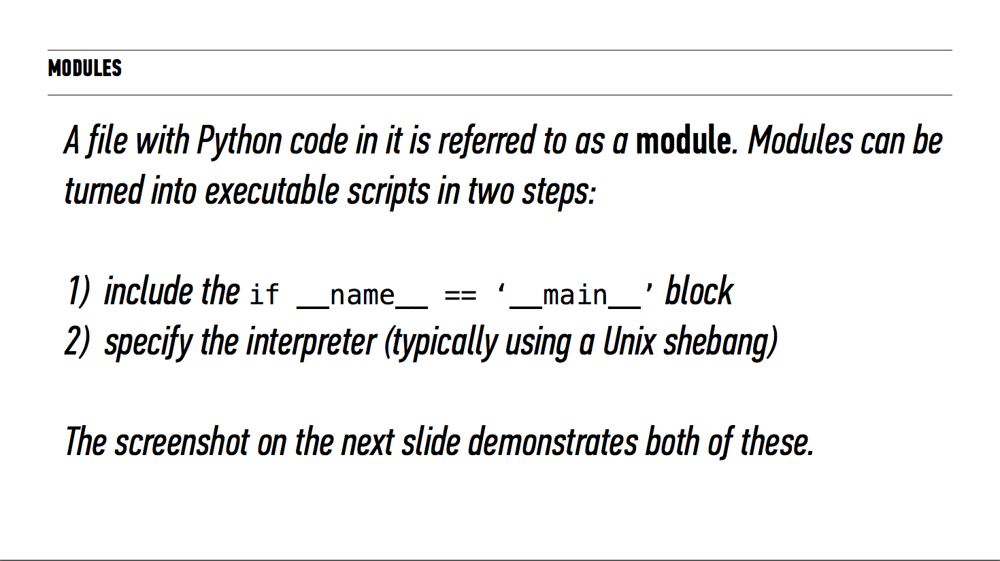 MODULES
A file with Python code in it is referred to as a module. Modules can be
turned into executable scripts in two steps:
1) include the if __name__ == ‘__main__’ block
2) specify the interpreter (typically using a Unix shebang)
The screenshot on the next slide demonstrates both of these.